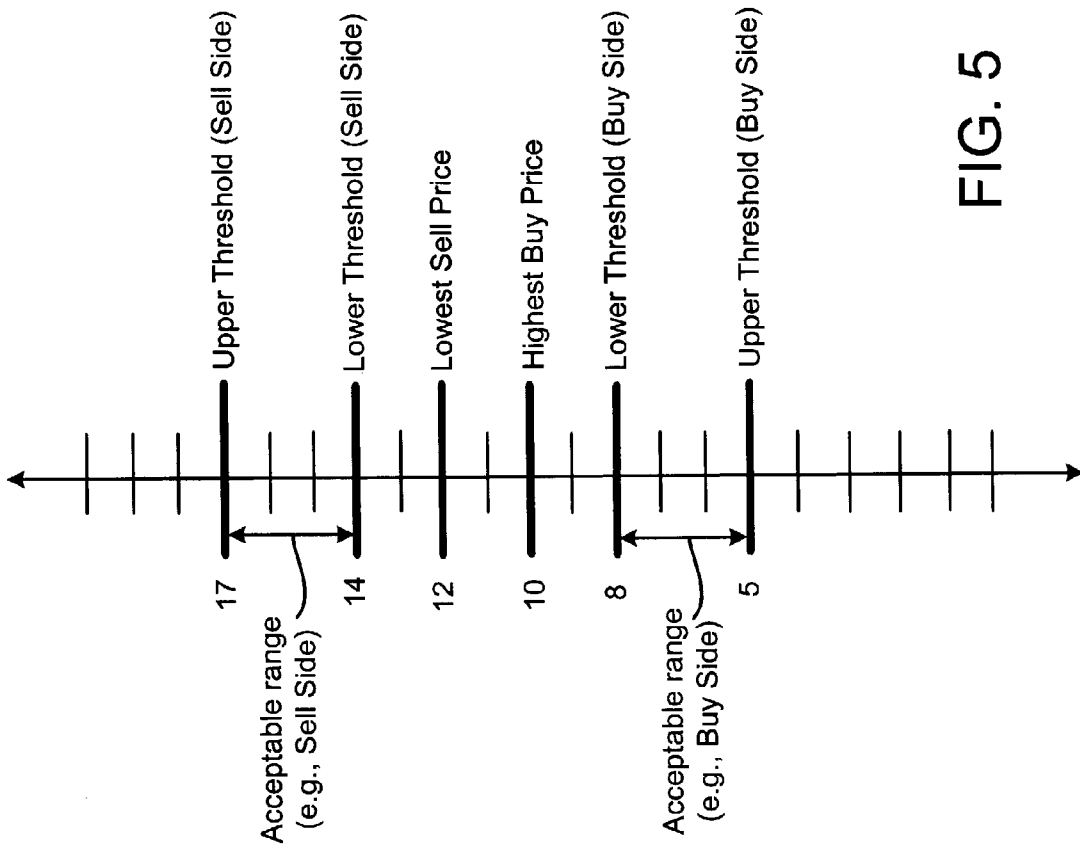 17 Upper Threshold (Sell Side)
Acceptable range
(e.g., Sell Side)
14 Lower Threshold (Sell Side)
12 Lowest Sell Price
10 Highest Buy Price
8 Lower Threshold (Buy Side)
Acceptable range
(e.g., Buy Side)
5 Upper Threshold (Buy Side)
FIG. 5